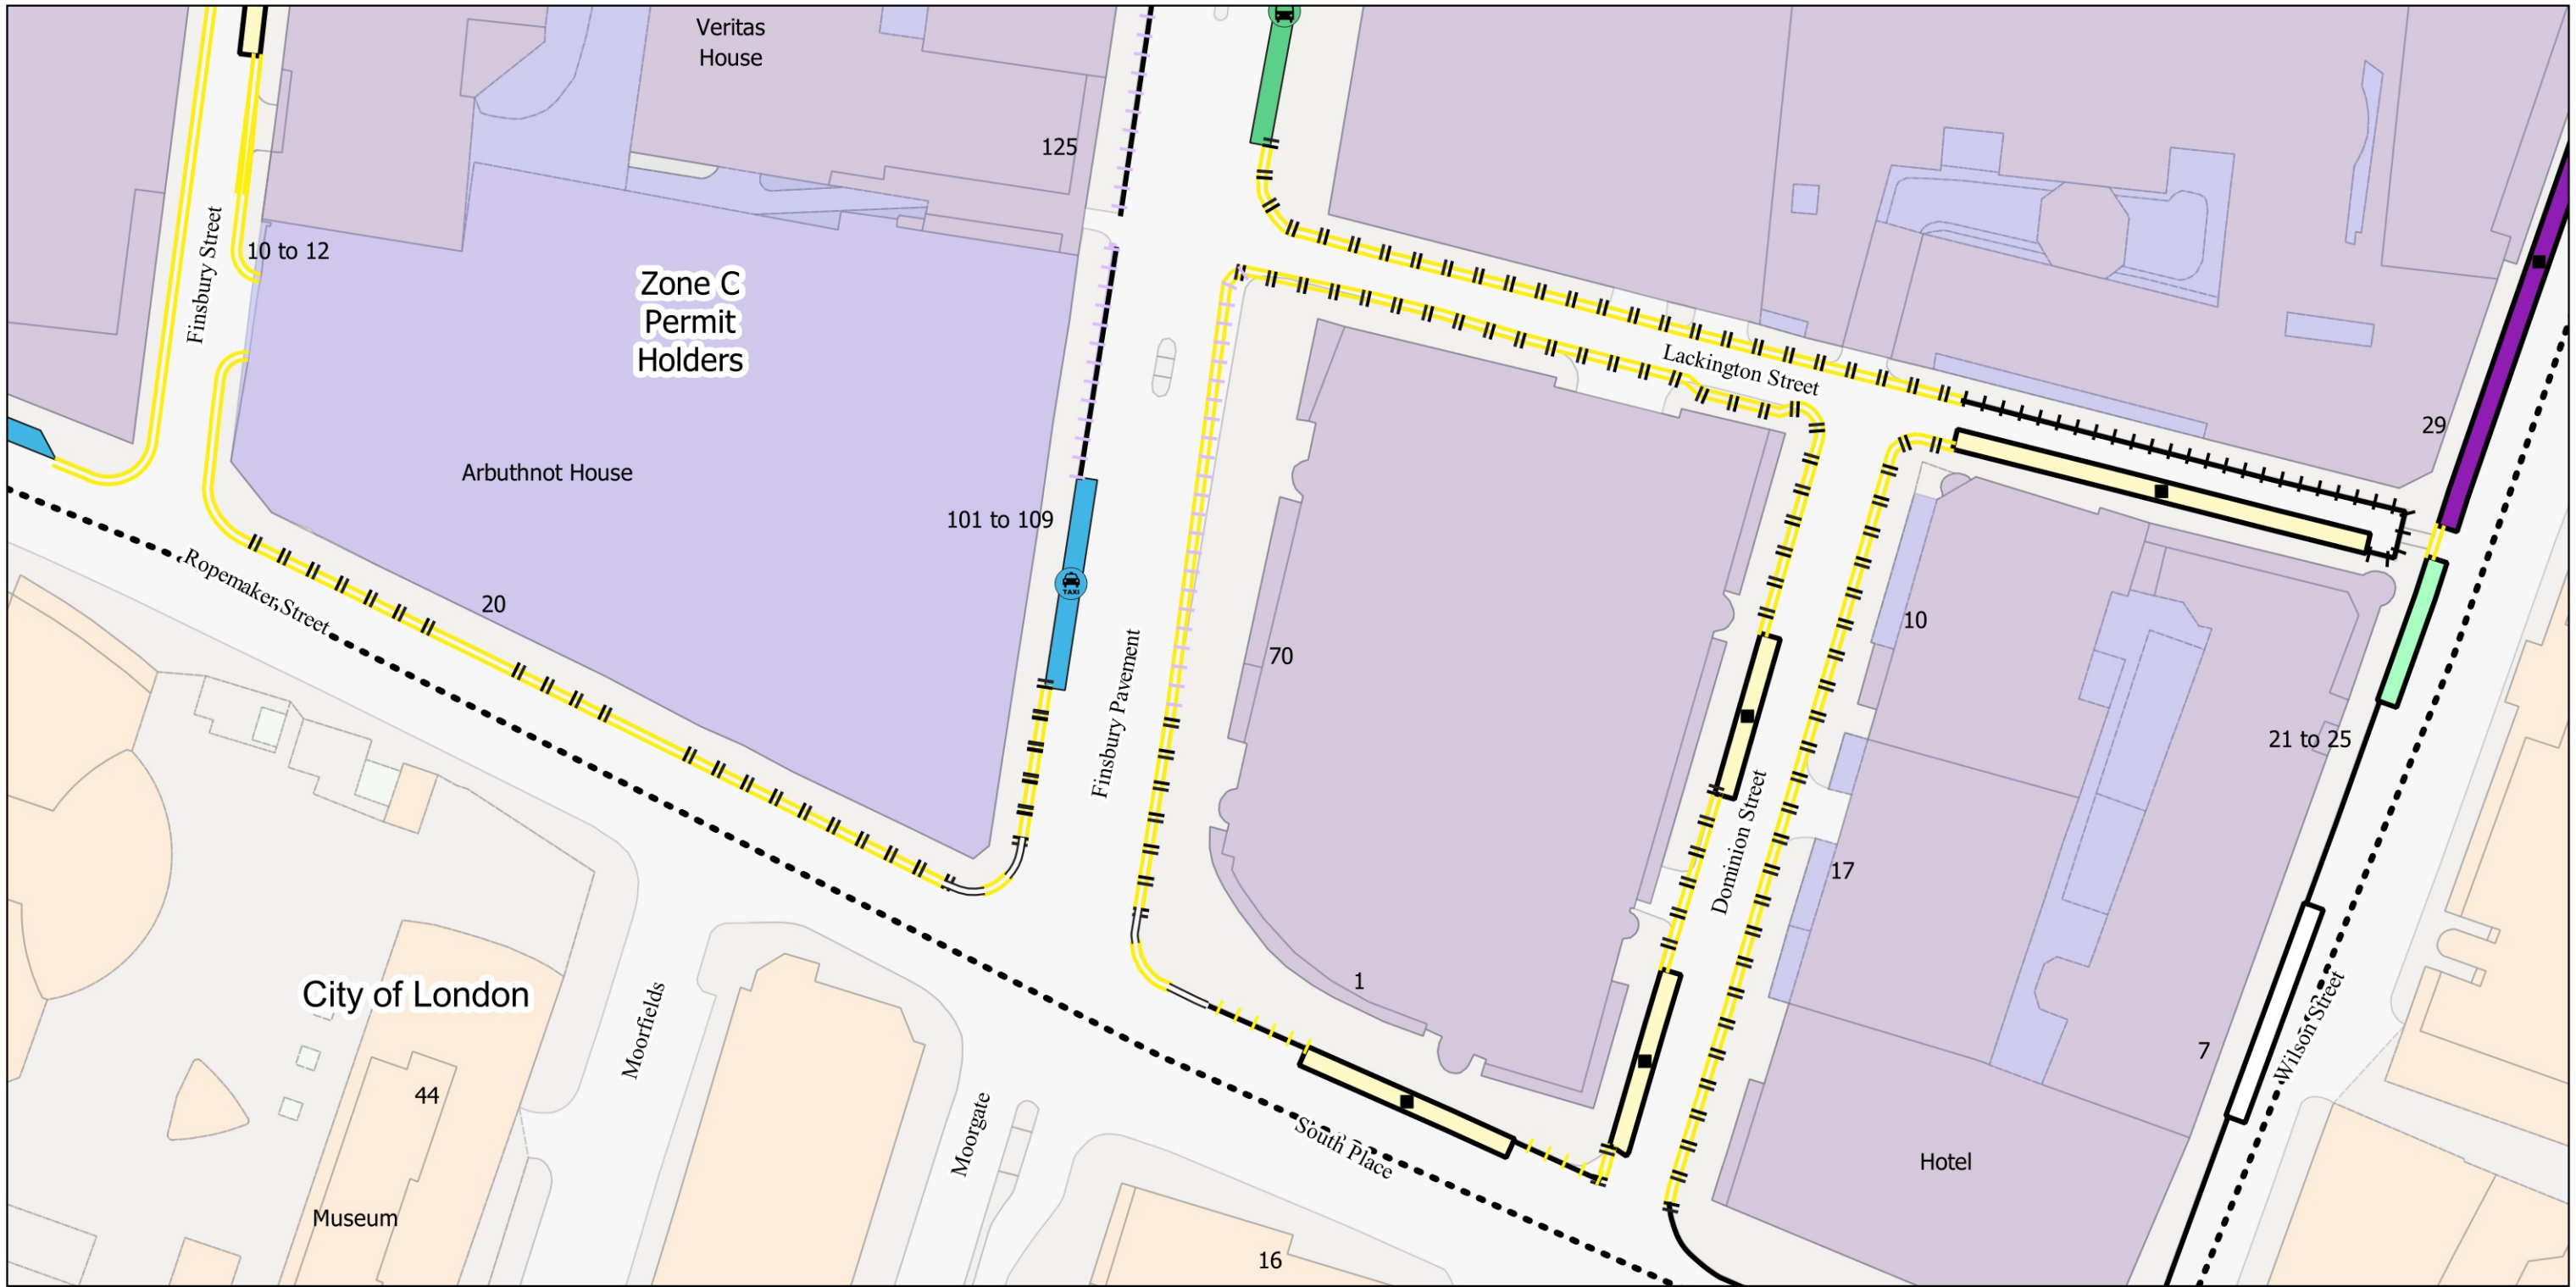 Veritas
House
125
Finsbury Street
10 to 12
Zone C
Permit
Holders
Lackington Street
29
Arbuthnot House
101 to 109
TAXI
Ropemaker Street
20
10
70
Finsbury Pavement
21 to 25
Dominion Street
17
1
City of London
Moorfields
Wilson Street
7
44
Moorgate
South Place
Hotel
Museum
16